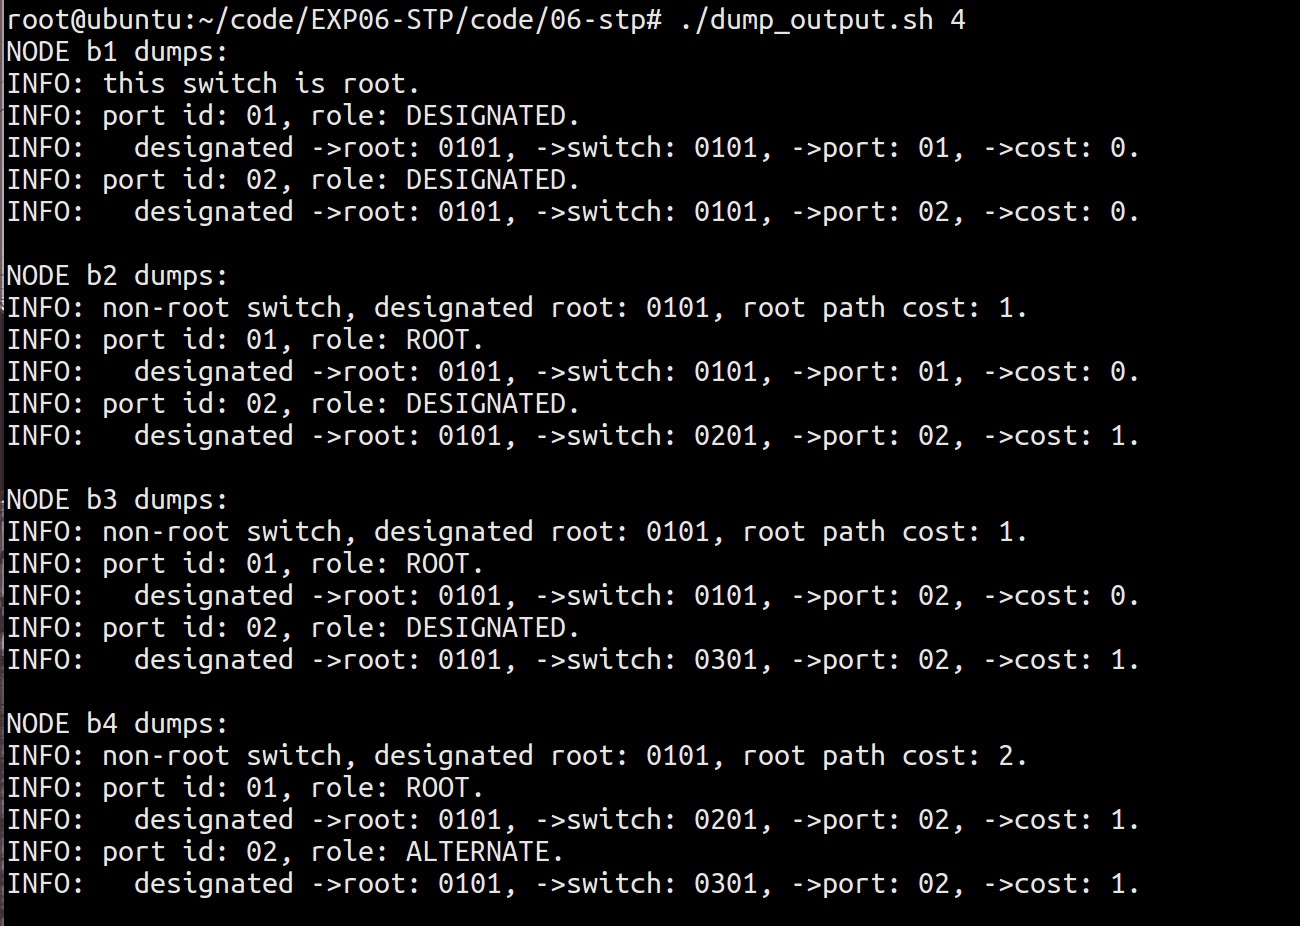 root@ubuntu:~/code/EXP06-STP/code/06-stp# ./dump_output.sh 4
NODE b1 dumps:
INFO: this switch is root.
INFO: port id: 01, role: DESIGNATED.
INFO:   designated ->root: 0101, ->switch: 0101, ->port: 01, ->cost: 0.
INFO: port id: 02, role: DESIGNATED.
INFO:   designated ->root: 0101, ->switch: 0101, ->port: 02, ->cost: 0.

NODE b2 dumps:
INFO: non-root switch, designated root: 0101, root path cost: 1.
INFO: port id: 01, role: ROOT.
INFO:   designated ->root: 0101, ->switch: 0101, ->port: 01, ->cost: 0.
INFO: port id: 02, role: DESIGNATED.
INFO:   designated ->root: 0101, ->switch: 0201, ->port: 02, ->cost: 1.

NODE b3 dumps:
INFO: non-root switch, designated root: 0101, root path cost: 1.
INFO: port id: 01, role: ROOT.
INFO:   designated ->root: 0101, ->switch: 0101, ->port: 02, ->cost: 0.
INFO: port id: 02, role: DESIGNATED.
INFO:   designated ->root: 0101, ->switch: 0301, ->port: 02, ->cost: 1.

NODE b4 dumps:
INFO: non-root switch, designated root: 0101, root path cost: 2.
INFO: port id: 01, role: ROOT.
INFO:   designated ->root: 0101, ->switch: 0201, ->port: 02, ->cost: 1.
INFO: port id: 02, role: ALTERNATE.
INFO:   designated ->root: 0101, ->switch: 0301, ->port: 02, ->cost: 1.